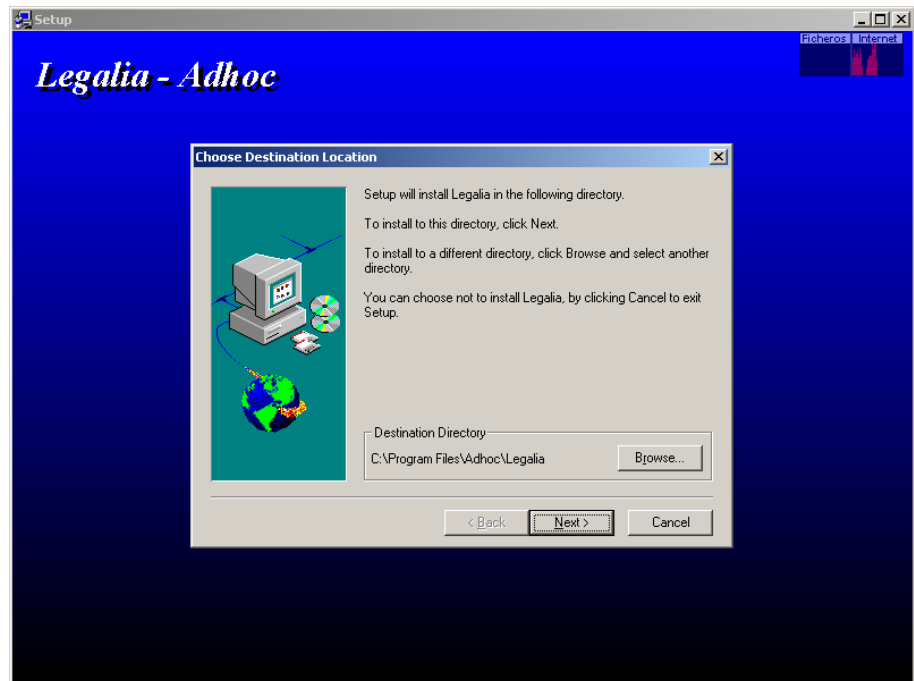 Setup
Ficheros Internet
Legalia - Adhoc
Choose Destination Location
Setup will install Legalia in the following directory.
To install to this directory, click Next.
To install to a different directory, click Browse and select another
directory.
You can choose not to install Legalia, by clicking Cancel to exit
Setup.
Destination Directory
C:\Program Files\Adhoc\Legalia
Browse...
< Back
Next >
Cancel